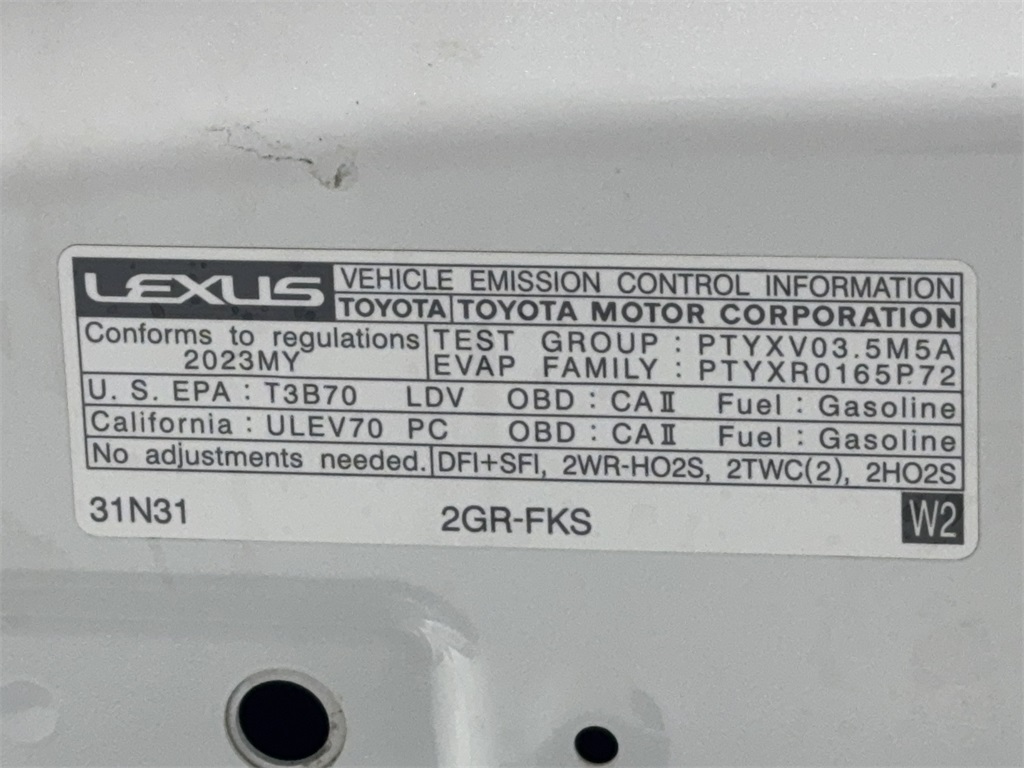 LEXUS VEHICLE EMISSION CONTROL INFORMATION
TOYOTA TOYOTA MOTOR CORPORATION
Conforms to regulations
2023MY
TEST GROUP : PTYXV03.5M5A
EVAP FAMILY : PTYXR0165P72
U. S. EPA : T3B70 LDV OBD : CAⅡ Fuel : Gasoline
California : ULEV70 PC OBD : CAⅡ Fuel : Gasoline
No adjustments needed. DFI+SFI, 2WR-HO2S, 2TWC(2), 2HO2S
31N31 2GR-FKS W2